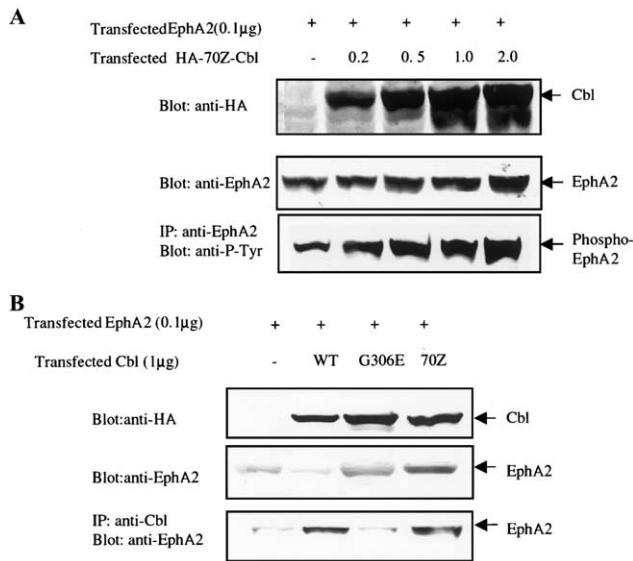 A
Transfected EphA2(0.1µg) + + + + +
Transfected HA-70Z-Cbl - 0.2 0.5 1.0 2.0
Blot: anti-HA Cbl
Blot: anti-EphA2 EphA2
IP: anti-EphA2
Blot: anti-P-Tyr
Phospho-
EphA2
B
Transfected EphA2 (0.1µg) + + + +
Transfected Cbl (1µg) - WT G306E 70Z
Blot:anti-HA Cbl
Blot:anti-EphA2 EphA2
IP: anti-Cbl
Blot: anti-EphA2
EphA2